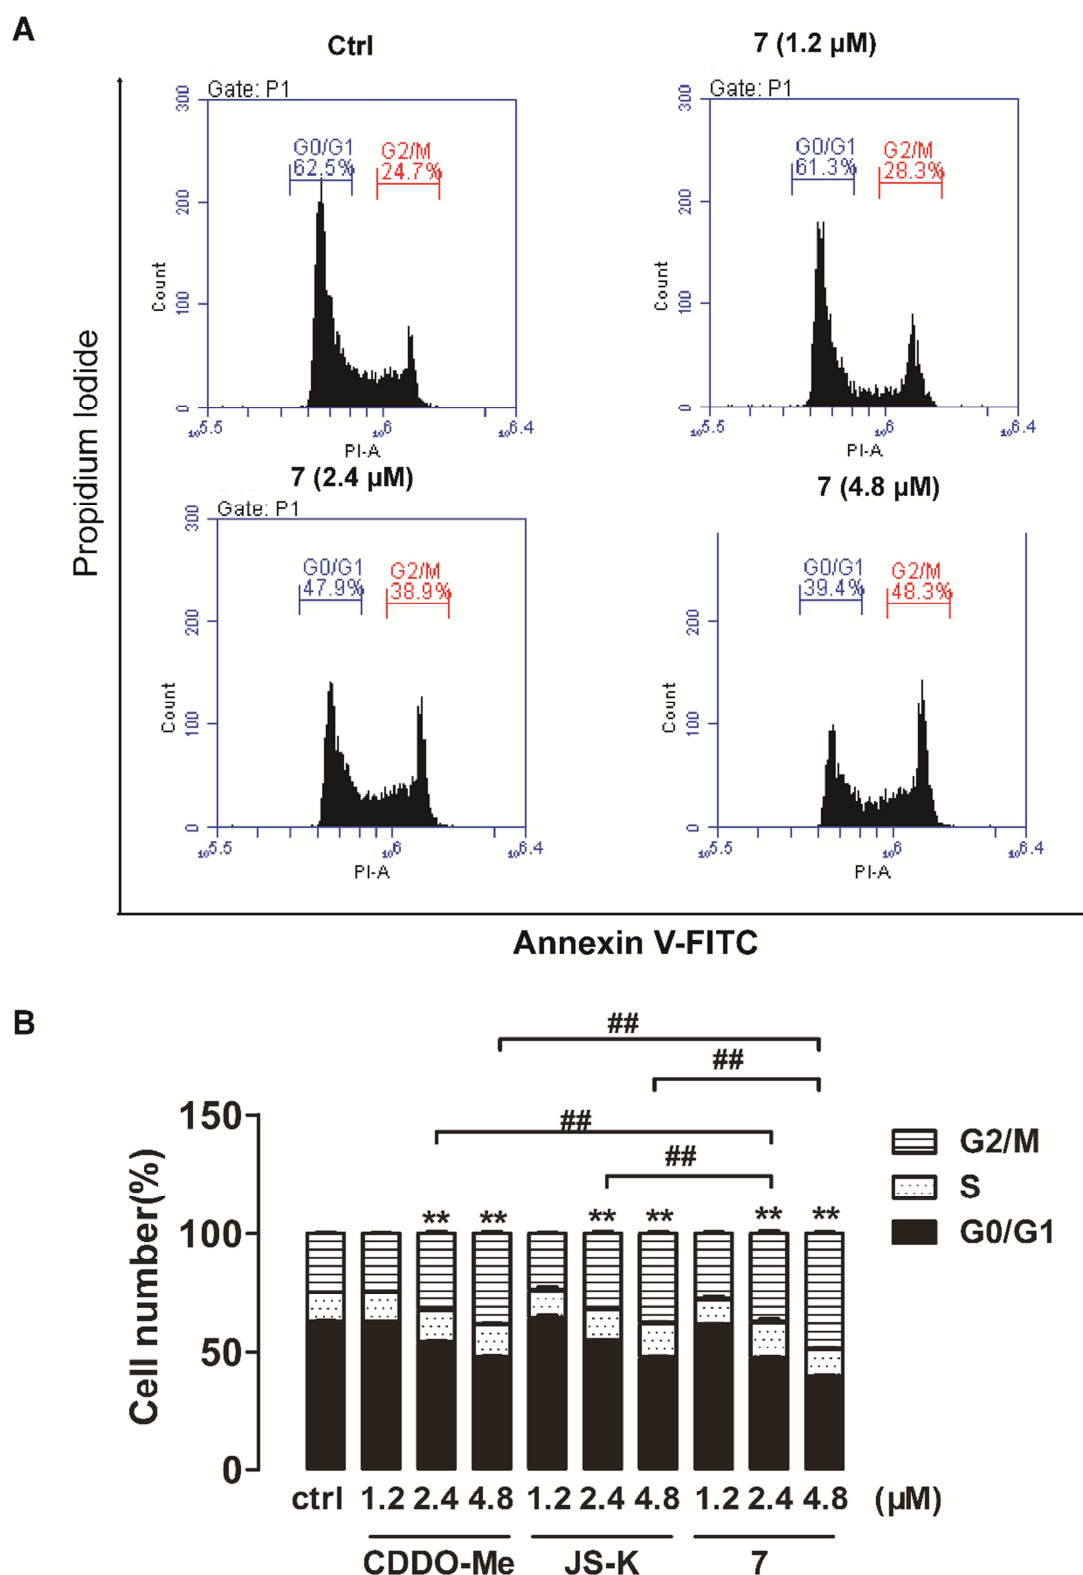 A
Ctrl
7 (1.2 µM)
Gate: P1
Gate: P1
300
200
100
0
Count
G0/G1
62.5%
G2/M
24.7%
10^5.5
10^6
10^6.4
PI-A
300
200
100
0
Count
G0/G1
61.3%
G2/M
28.3%
10^5.5
10^6
10^6.4
PI-A
Propidium Iodide
7 (2.4 µM)
7 (4.8 µM)
Gate: P1
300
200
100
0
Count
G0/G1
47.9%
G2/M
38.9%
10^5.5
10^6
10^6.4
PI-A
200
100
0
Count
G0/G1
39.4%
G2/M
48.3%
10^5.5
10^6
10^6.4
PI-A
Annexin V-FITC
B
##
##
##
##
150
100
50
0
Cell number(%)
** ** ** ** ** **
G2/M
S
G0/G1
ctrl 1.2 2.4 4.8 1.2 2.4 4.8 1.2 2.4 4.8 (µM)
CDDO-Me JS-K 7